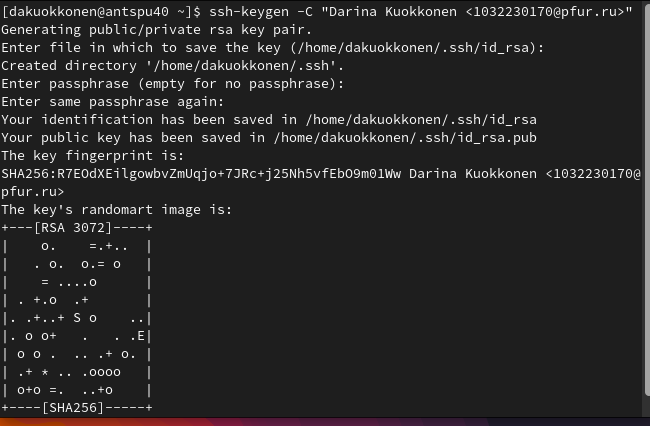 [dakuokkonen@antspu40 ~]$ ssh-keygen -C "Darina Kuokkonen <1032230170@pfur.ru>"
Generating public/private rsa key pair.
Enter file in which to save the key (/home/dakuokkonen/.ssh/id_rsa):
Created directory '/home/dakuokkonen/.ssh'.
Enter passphrase (empty for no passphrase):
Enter same passphrase again:
Your identification has been saved in /home/dakuokkonen/.ssh/id_rsa
Your public key has been saved in /home/dakuokkonen/.ssh/id_rsa.pub
The key fingerprint is:
SHA256:R7EOdXEilgowbvZmUqjo+7JRc+j25Nh5vfEbO9m01Ww Darina Kuokkonen <1032230170@
pfur.ru>
The key's randomart image is:
+---[RSA 3072]----+
|    o.    =.+..  |
|   . o.  o.= o   |
|    = ....o      |
| . +.o  .+       |
|. .+..+ S o    ..|
|. o o+   .   . .E|
| o o .  .. .+ o. |
| .+ * .. .oooo   |
| o+o =.  ..+o    |
+----[SHA256]-----+